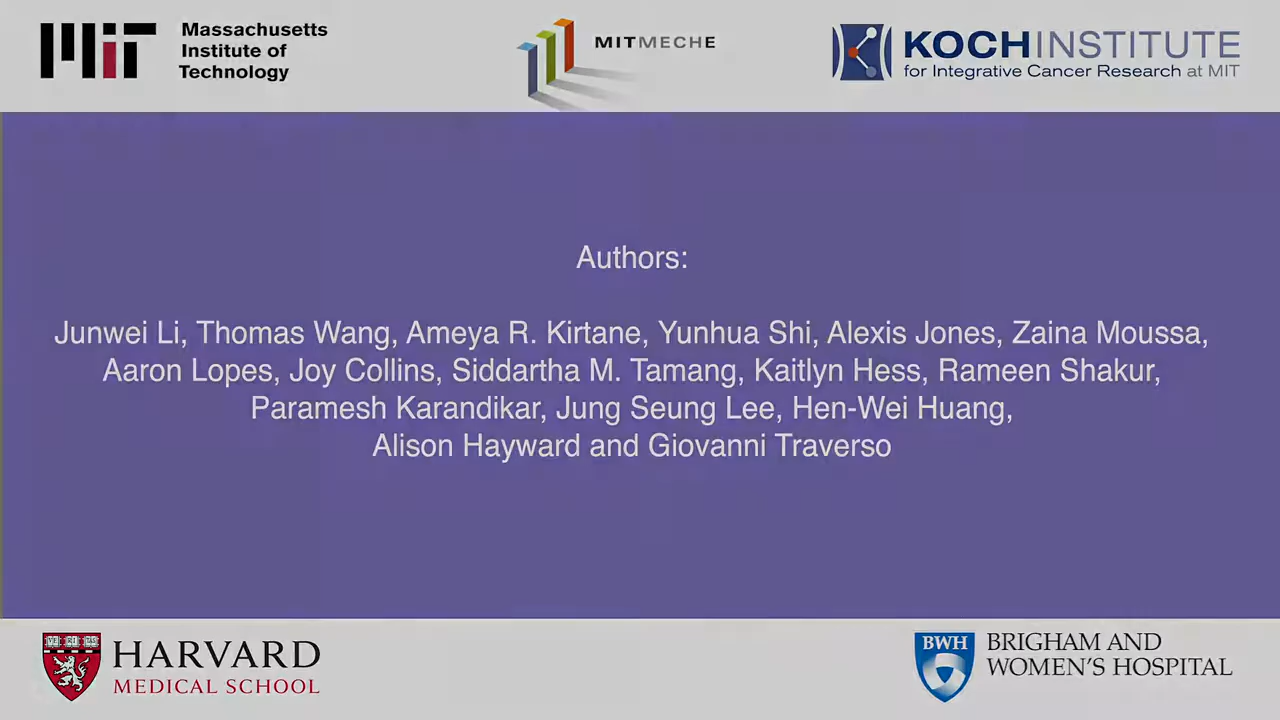 MIT
Massachusetts
Institute of
Technology
MITMECHE
KOCHINSTITUTE
for Integrative Cancer Research at MIT
Authors:
Junwei Li, Thomas Wang, Ameya R. Kirtane, Yunhua Shi, Alexis Jones, Zaina Moussa,
Aaron Lopes, Joy Collins, Siddartha M. Tamang, Kaitlyn Hess, Rameen Shakur,
Paramesh Karandikar, Jung Seung Lee, Hen-Wei Huang,
Alison Hayward and Giovanni Traverso
HARVARD
MEDICAL SCHOOL
BWH
BRIGHAM AND
WOMEN'S HOSPITAL